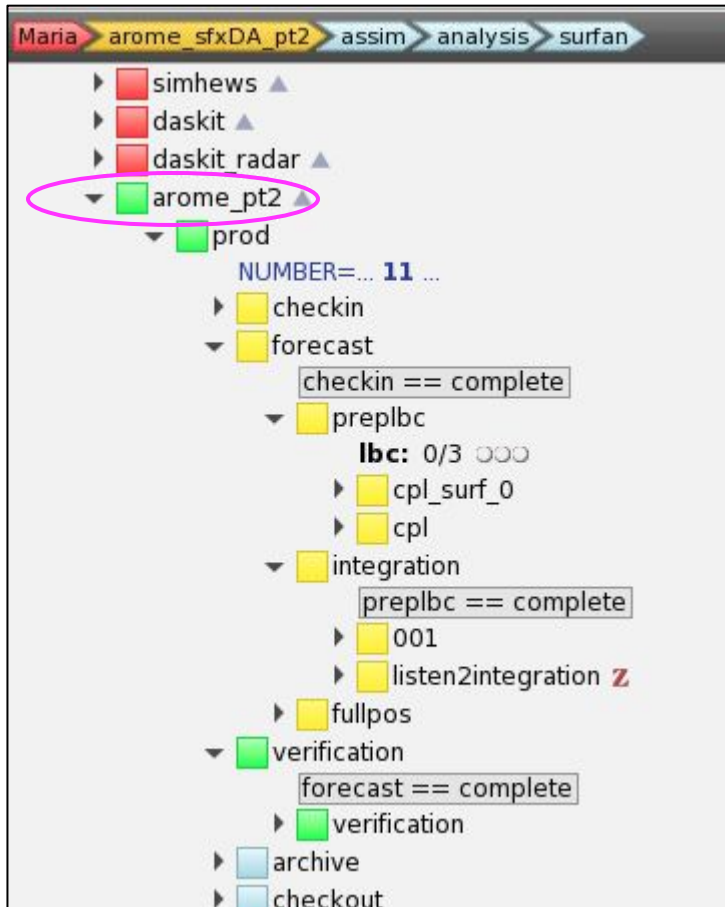 Maria arome_sfxDA_pt2 assim analysis surfan
simhews
daskit
daskit_radar
arome_pt2
prod
NUMBER=... 11 ...
checkin
forecast
checkin == complete
preplbc
lbc: 0/3
cpl_surf_0
cpl
integration
preplbc == complete
001
listen2integration Z
fullpos
verification
forecast == complete
verification
archive
checkout